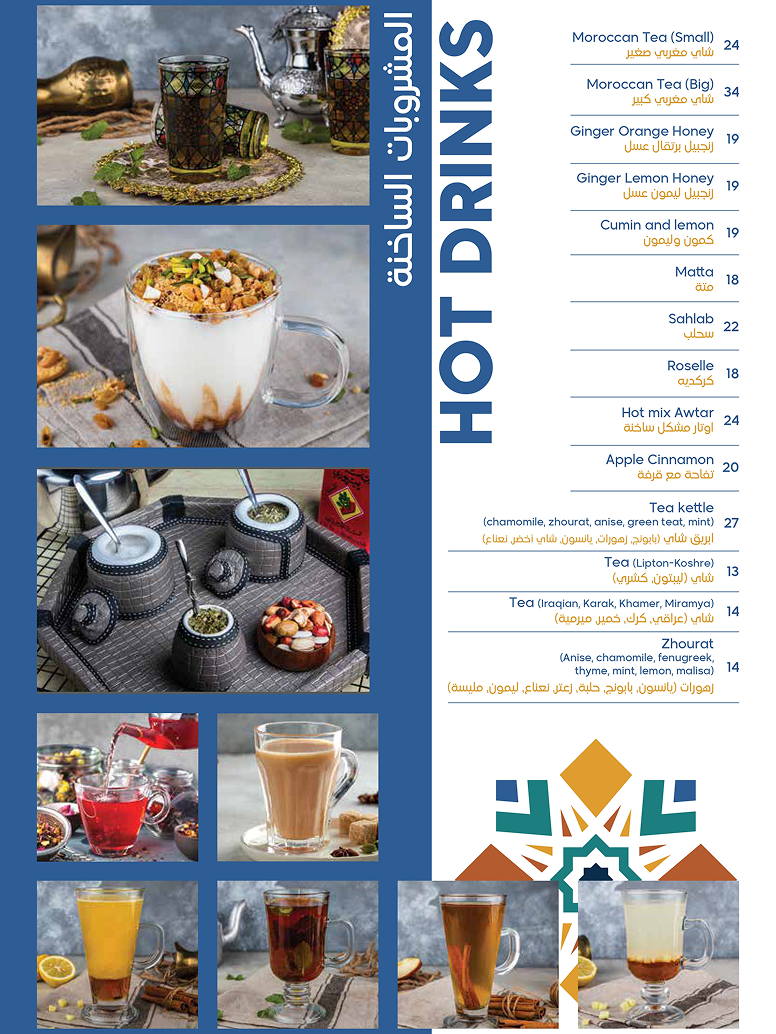 المشروبات الساخنة
HOT DRINKS
Moroccan Tea (Small) 24
شاي مغربي صغير
Moroccan Tea (Big) 34
شاي مغربي كبير
Ginger Orange Honey 19
زنجبيل برتقال عسل
Ginger Lemon Honey 19
زنجبيل ليمون عسل
Cumin and lemon 19
كمون وليمون
Matta 18
متة
Sahlab 22
سحلب
Roselle 18
كركديه
Hot mix Awtar 24
اوتار مشكل ساخنة
Apple Cinnamon 20
تفاحة مع قرفة
Tea kettle 27
(chamomile, zhourat, anise, green teat, mint)
ابريق شاي (بابونج, زهورات, يانسون, شاي اخضر, نعناع)
Tea (Lipton-Koshre) 13
شاي (ليبتون, كشري)
Tea (Iraqian, Karak, Khamer, Miramya) 14
شاي (عراقي, كرك, خمير, ميرمية)
Zhourat 14
(Anise, chamomile, fenugreek,
thyme, mint, lemon, malisa)
زهورات (يانسون, بابونج, حلبة, زعتر, نعناع, ليمون, مليسة)